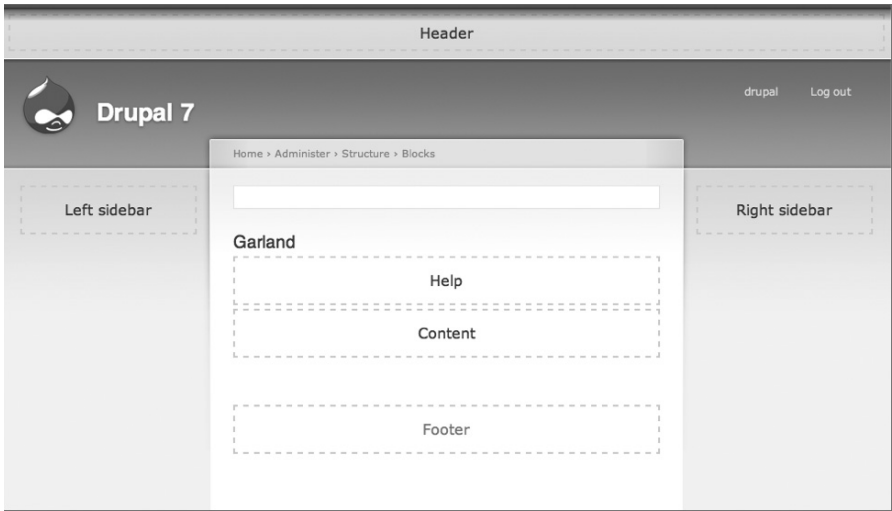 Header
drupal Log out
Drupal 7
Home › Administer › Structure › Blocks
Left sidebar
Right sidebar
Garland
Help
Content
Footer